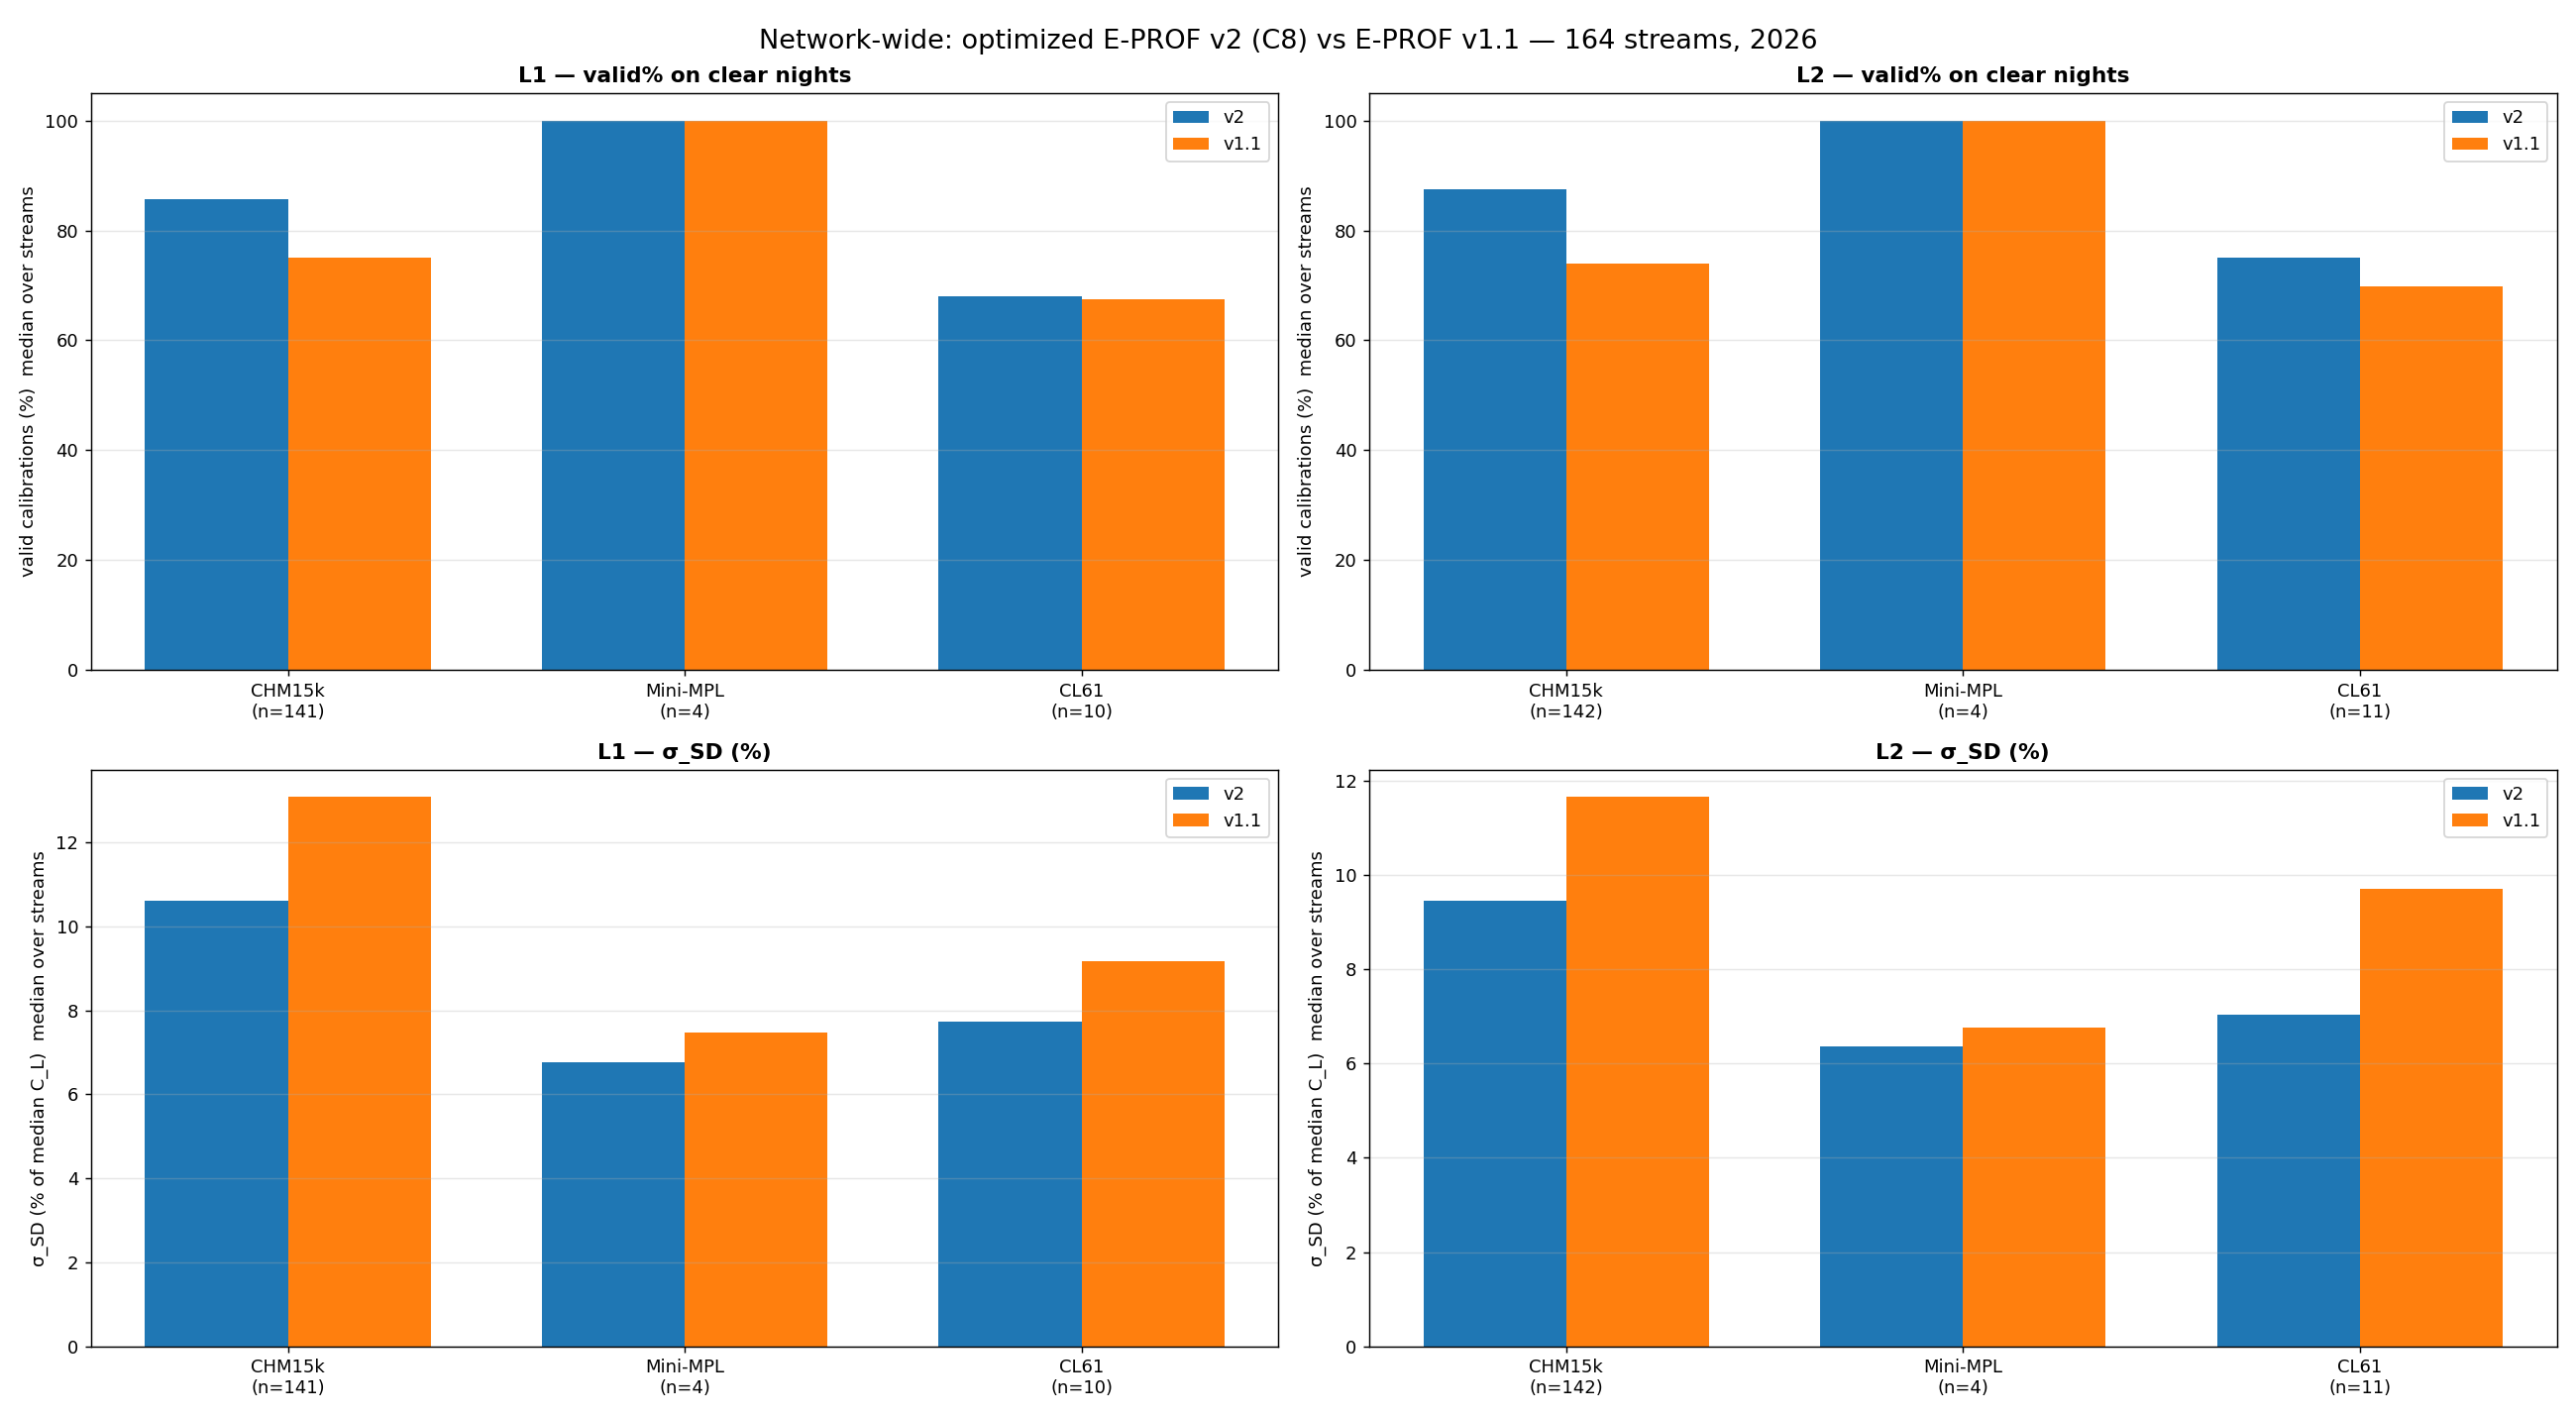 Network-wide: optimized E-PROF v2 (C8) vs E-PROF v1.1 — 164 streams, 2026
L1 — valid% on clear nights
valid calibrations (%)  median over streams
100
80
60
40
20
0
v2
v1.1
CHM15k
(n=141)
Mini-MPL
(n=4)
CL61
(n=10)
L2 — valid% on clear nights
valid calibrations (%)  median over streams
100
80
60
40
20
0
v2
v1.1
CHM15k
(n=142)
Mini-MPL
(n=4)
CL61
(n=11)
L1 — σ_SD (%)
σ_SD (% of median C_L)  median over streams
12
10
8
6
4
2
0
v2
v1.1
CHM15k
(n=141)
Mini-MPL
(n=4)
CL61
(n=10)
L2 — σ_SD (%)
σ_SD (% of median C_L)  median over streams
12
10
8
6
4
2
0
v2
v1.1
CHM15k
(n=142)
Mini-MPL
(n=4)
CL61
(n=11)